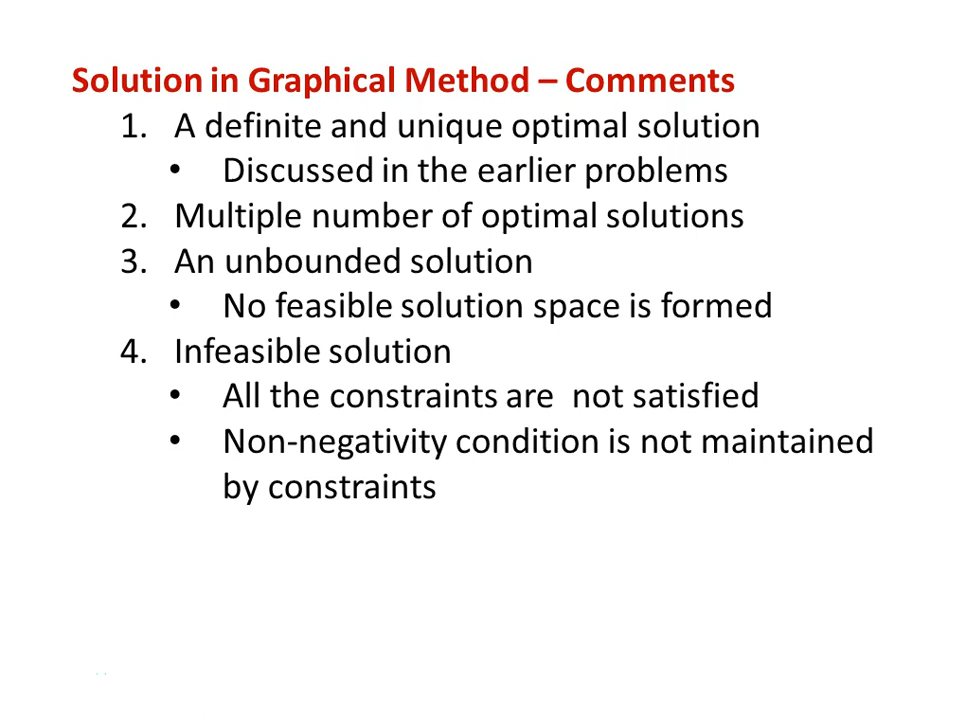 Solution in Graphical Method – Comments
1. A definite and unique optimal solution
• Discussed in the earlier problems
2. Multiple number of optimal solutions
3. An unbounded solution
• No feasible solution space is formed
4. Infeasible solution
• All the constraints are  not satisfied
• Non-negativity condition is not maintained
by constraints